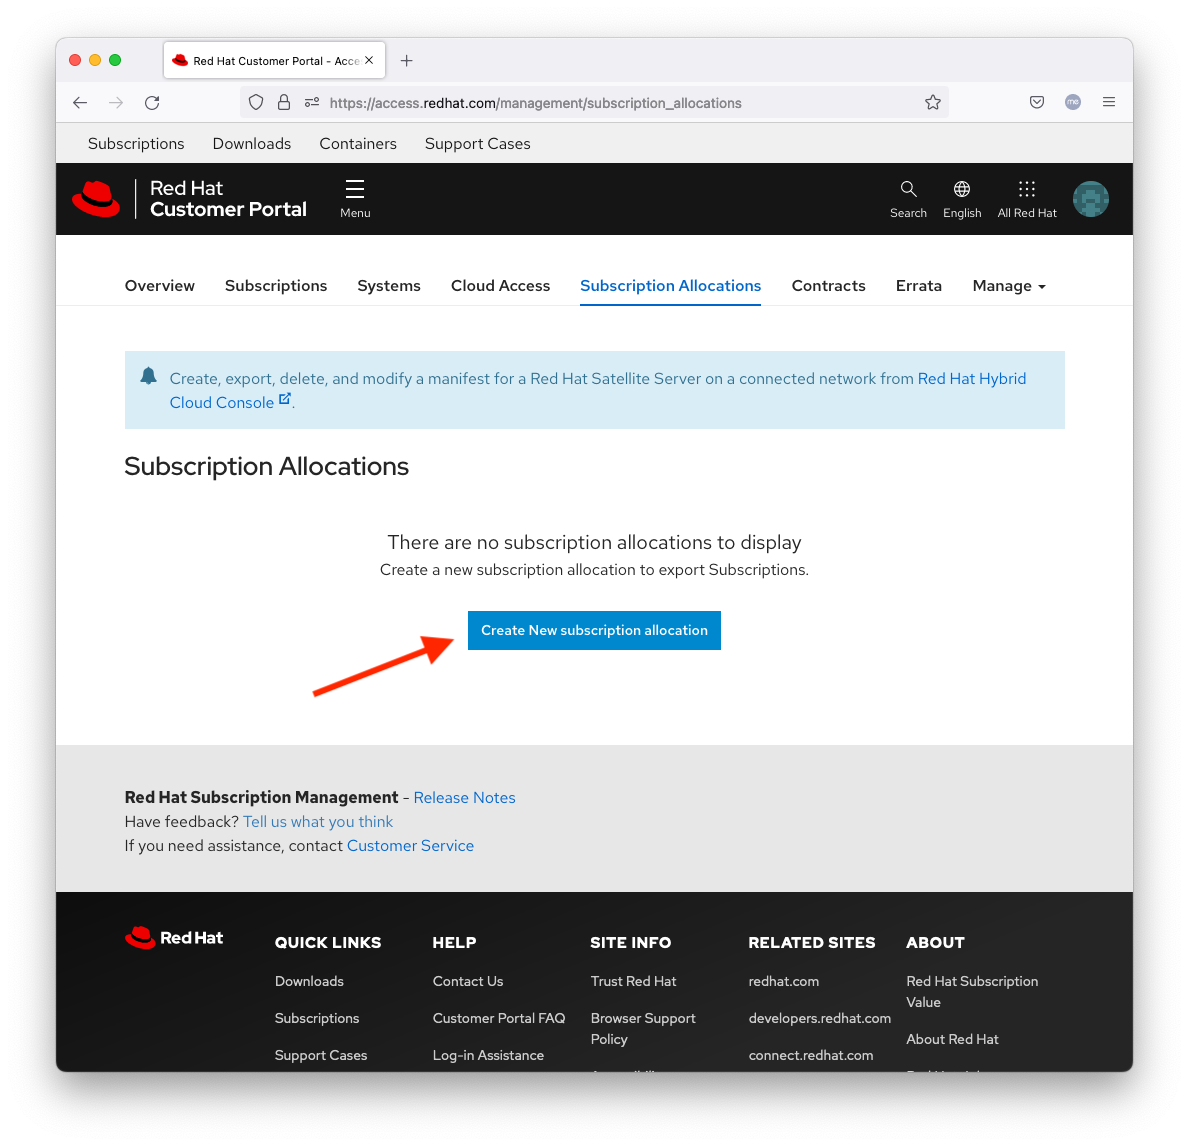 Red Hat Customer Portal - Acce
https://access.redhat.com/management/subscription_allocations
me
Subscriptions Downloads Containers Support Cases
Red Hat
Customer Portal
Menu
Search English All Red Hat
Overview Subscriptions Systems Cloud Access Subscription Allocations Contracts Errata Manage
Create, export, delete, and modify a manifest for a Red Hat Satellite Server on a connected network from Red Hat Hybrid
Cloud Console .
Subscription Allocations
There are no subscription allocations to display
Create a new subscription allocation to export Subscriptions.
Create New subscription allocation
Red Hat Subscription Management - Release Notes
Have feedback? Tell us what you think
If you need assistance, contact Customer Service
Red Hat
QUICK LINKS
Downloads
Subscriptions
Support Cases
HELP
Contact Us
Customer Portal FAQ
Log-in Assistance
SITE INFO
Trust Red Hat
Browser Support
Policy
RELATED SITES
redhat.com
developers.redhat.com
connect.redhat.com
ABOUT
Red Hat Subscription
Value
About Red Hat